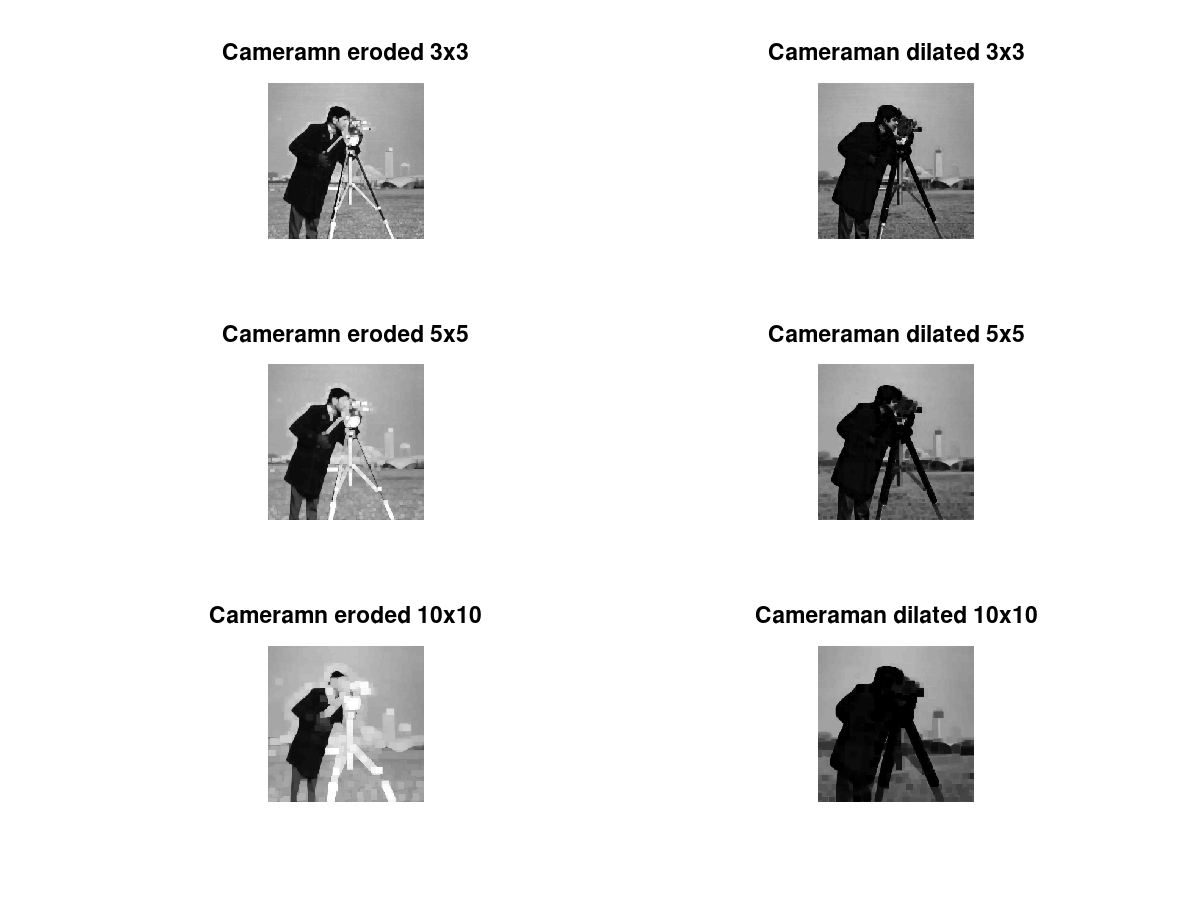 Cameramn eroded 3x3
Cameraman dilated 3x3
Cameramn eroded 5x5
Cameraman dilated 5x5
Cameramn eroded 10x10
Cameraman dilated 10x10